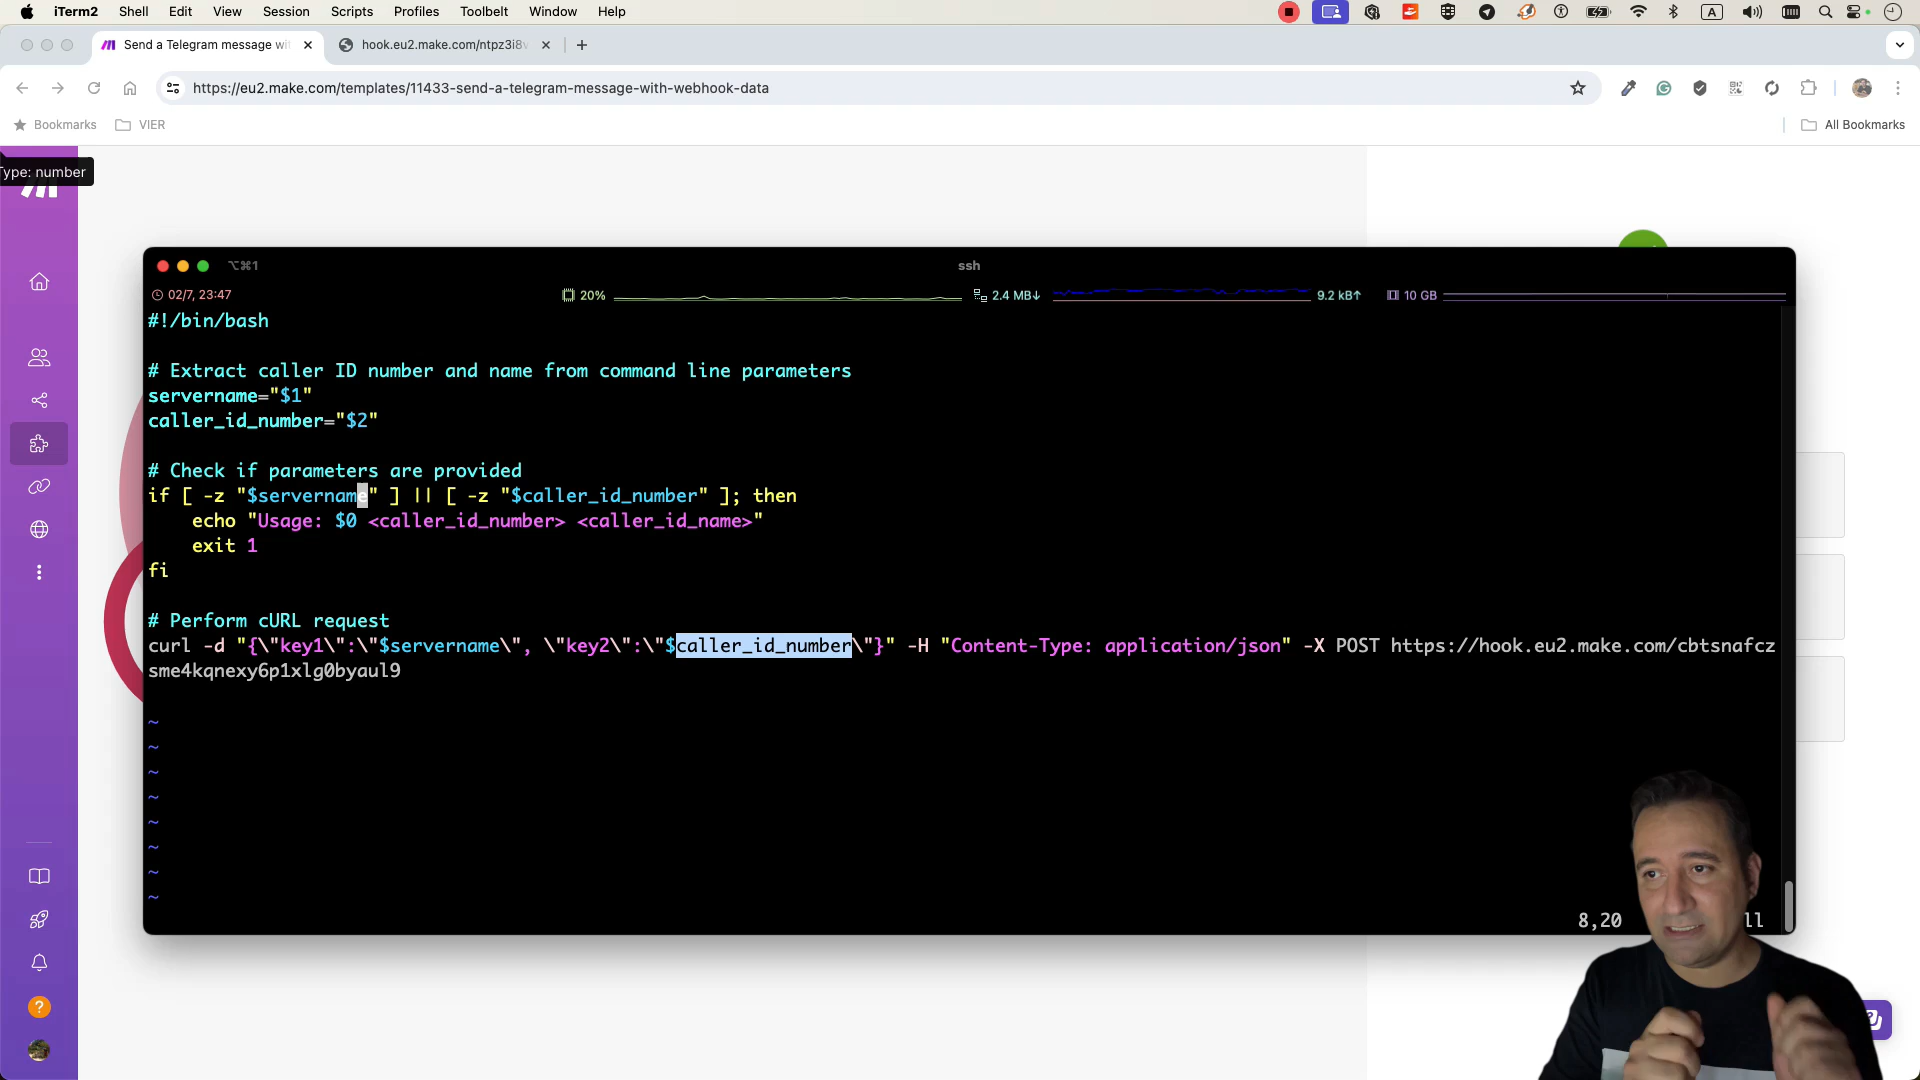 iTerm2 Shell Edit View Session Scripts Profiles Toolbelt Window Help A
Send a Telegram message wi
hook.eu2.make.com/ntpz3i8
https://eu2.make.com/templates/11433-send-a-telegram-message-with-webhook-data
Bookmarks VIER All Bookmarks
Type: number
⌥⌘1 ssh
02/7, 23:47 20% 2.4 MB↓ 9.2 kB↑ 10 GB
#!/bin/bash
# Extract caller ID number and name from command line parameters
servername="$1"
caller_id_number="$2"
# Check if parameters are provided
if [ -z "$servername" ] || [ -z "$caller_id_number" ]; then
echo "Usage: $0 <caller_id_number> <caller_id_name>"
exit 1
fi
# Perform cURL request
curl -d "{\"key1\":\"$servername\", \"key2\":\"$caller_id_number\"}" -H "Content-Type: application/json" -X POST https://hook.eu2.make.com/cbtsnafcz
sme4kqnexy6p1xlg0byaul9
~
~
~
~
~
~
~
~
8,20 ll
?